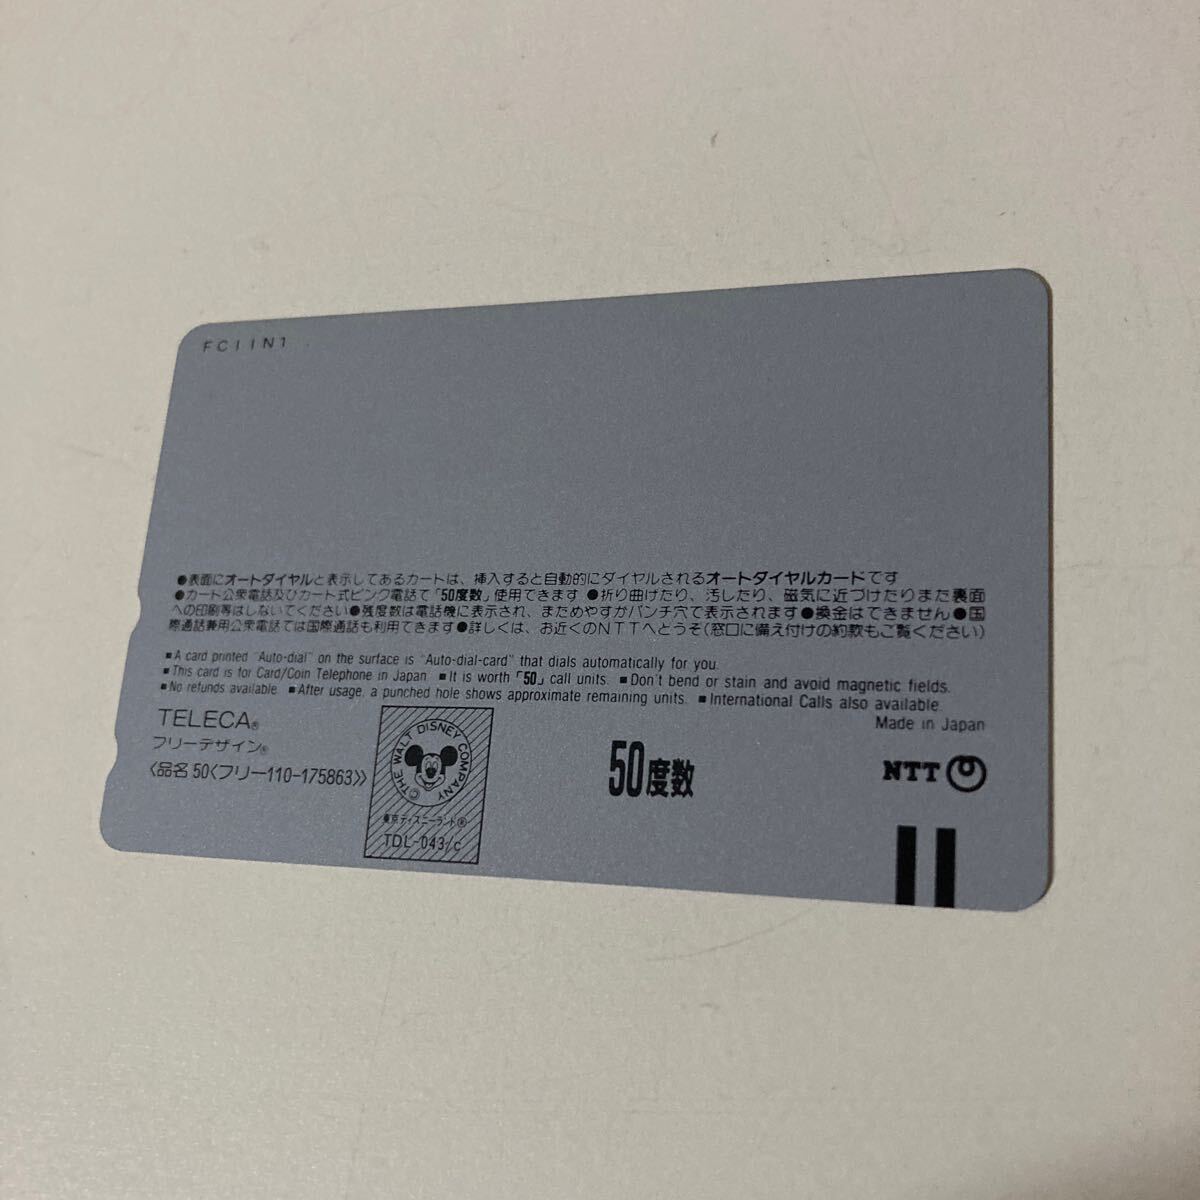 FC11N1
●表面にオートダイヤルと表示してあるカードは、挿入すると自動的にダイヤルされるオートダイヤルカードです
●カード公衆電話及びカード式ピンク電話で「50度数」使用できます ●折り曲げたり、汚したり、磁気に近づけたりまた裏面
への印刷等はしないでください●残度数は電話機に表示され、まためやすがパンチ穴で表示されます●換金はできません●国
際通話兼用公衆電話では国際通話も利用できます●詳しくは、お近くのNTTへどうぞ(窓口に備え付けの約款もご覧ください)
■A card printed "Auto-dial" on the surface is "Auto-dial-card" that dials automatically for you.
■This card is for Card/Coin Telephone in Japan ■It is worth「50」call units. ■Don't bend or stain and avoid magnetic fields.
■No refunds available. ■After usage, a punched hole shows approximate remaining units. ■International Calls also available.
Made in Japan
TELECA®
フリーデザイン®
〈品名 50〈フリー110-175863〉〉
©THE WALT DISNEY COMPANY
東京ディズニーランド®
TDL-043/c
50度数
NTT